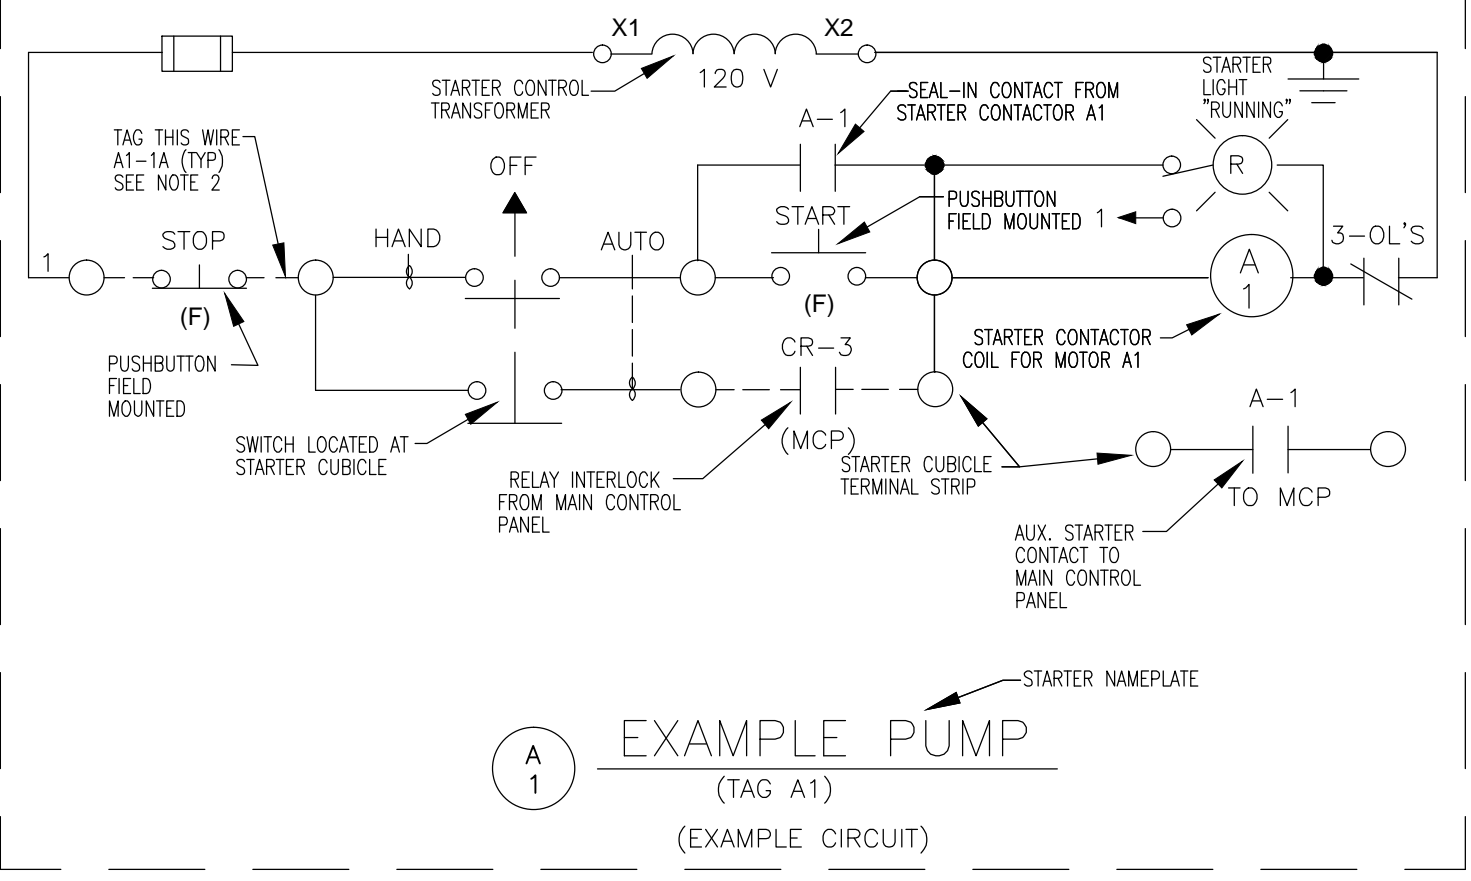 X1
X2
120 V
STARTER CONTROL
TRANSFORMER
STARTER
LIGHT
"RUNNING"
SEAL-IN CONTACT FROM
STARTER CONTACTOR A1
A-1
TAG THIS WIRE
A1-1A (TYP)
SEE NOTE 2
OFF
R
PUSHBUTTON
FIELD MOUNTED
1
START
STOP
HAND
AUTO
3-OL'S
1
A
1
(F)
(F)
STARTER CONTACTOR
COIL FOR MOTOR A1
PUSHBUTTON
FIELD
MOUNTED
CR-3
(MCP)
A-1
TO MCP
SWITCH LOCATED AT
STARTER CUBICLE
RELAY INTERLOCK
FROM MAIN CONTROL
PANEL
STARTER CUBICLE
TERMINAL STRIP
AUX. STARTER
CONTACT TO
MAIN CONTROL
PANEL
STARTER NAMEPLATE
A
1
EXAMPLE PUMP
(TAG A1)
(EXAMPLE CIRCUIT)